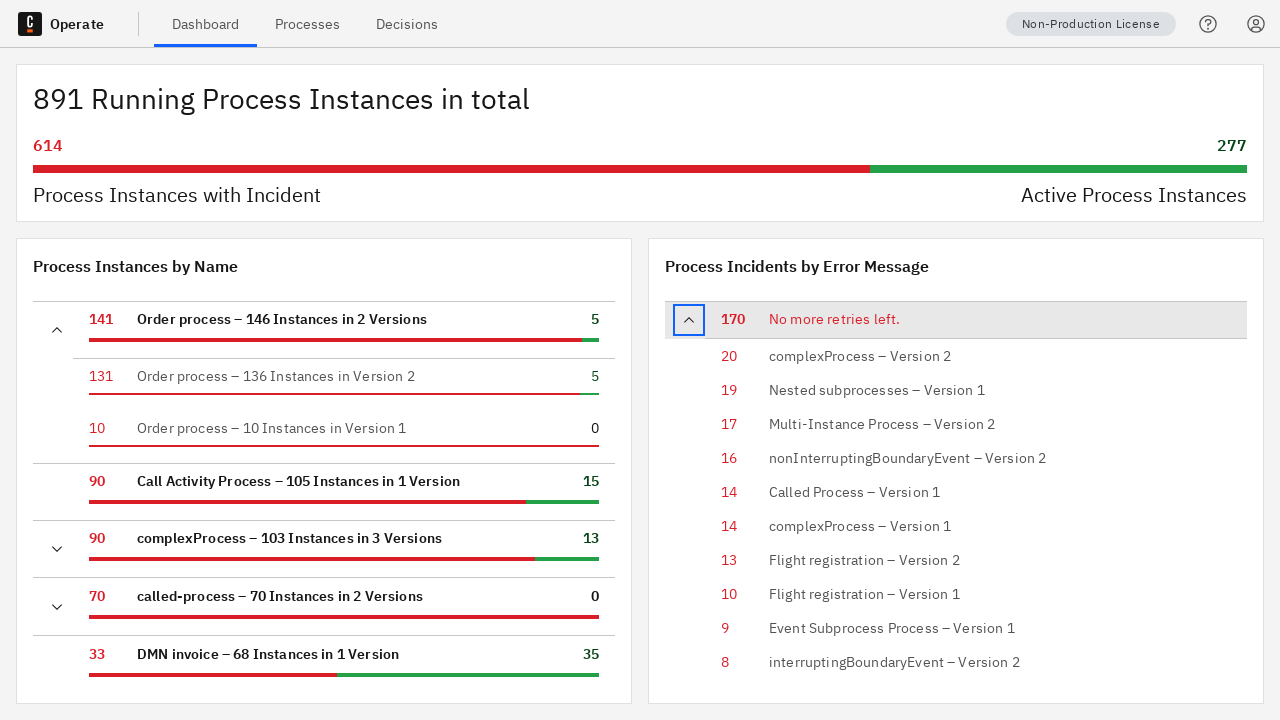 Operate
Dashboard
Processes
Decisions
Non-Production License
891 Running Process Instances in total
614
277
Process Instances with Incident
Active Process Instances
Process Instances by Name
141 Order process – 146 Instances in 2 Versions 5
131 Order process – 136 Instances in Version 2 5
10 Order process – 10 Instances in Version 1 0
90 Call Activity Process – 105 Instances in 1 Version 15
90 complexProcess – 103 Instances in 3 Versions 13
70 called-process – 70 Instances in 2 Versions 0
33 DMN invoice – 68 Instances in 1 Version 35
Process Incidents by Error Message
170 No more retries left.
20 complexProcess – Version 2
19 Nested subprocesses – Version 1
17 Multi-Instance Process – Version 2
16 nonInterruptingBoundaryEvent – Version 2
14 Called Process – Version 1
14 complexProcess – Version 1
13 Flight registration – Version 2
10 Flight registration – Version 1
9 Event Subprocess Process – Version 1
8 interruptingBoundaryEvent – Version 2